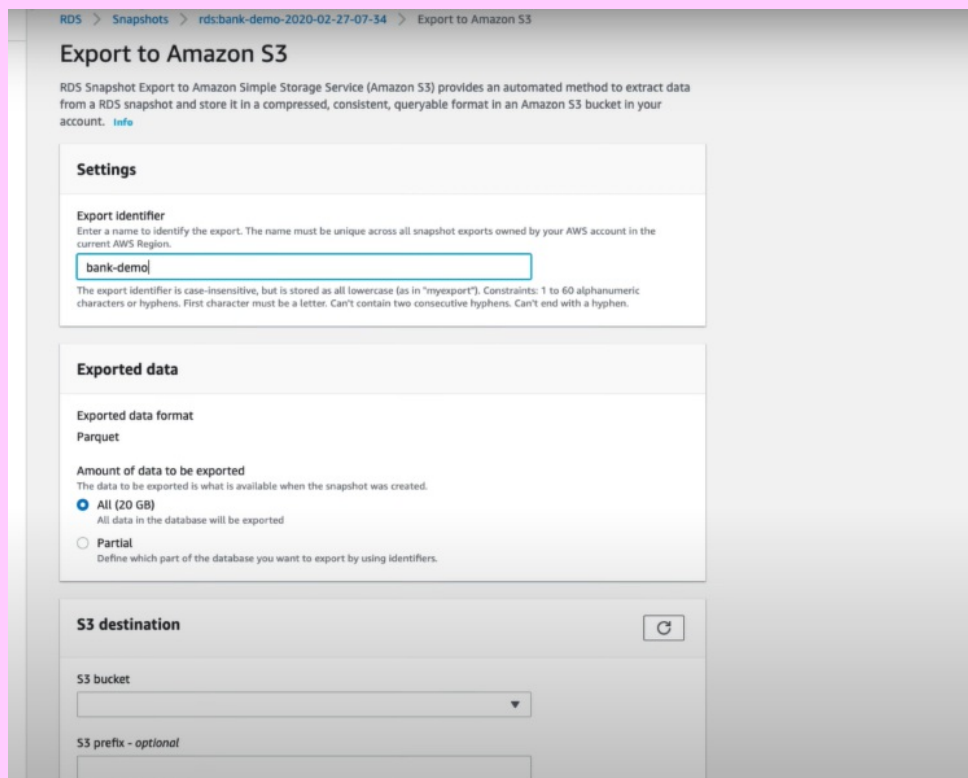 RDS > Snapshots > rds:bank-demo-2020-02-27-07-34 > Export to Amazon S3
Export to Amazon S3
RDS Snapshot Export to Amazon Simple Storage Service (Amazon S3) provides an automated method to extract data
from a RDS snapshot and store it in a compressed, consistent, queryable format in an Amazon S3 bucket in your
account. Info
Settings
Export identifier
Enter a name to identify the export. The name must be unique across all snapshot exports owned by your AWS account in the
current AWS Region.
bank-demo
The export identifier is case-insensitive, but is stored as all lowercase (as in "myexport"). Constraints: 1 to 60 alphanumeric
characters or hyphens. First character must be a letter. Can't contain two consecutive hyphens. Can't end with a hyphen.
Exported data
Exported data format
Parquet
Amount of data to be exported
The data to be exported is what is available when the snapshot was created.
All (20 GB)
All data in the database will be exported
Partial
Define which part of the database you want to export by using identifiers.
S3 destination
S3 bucket
S3 prefix - optional